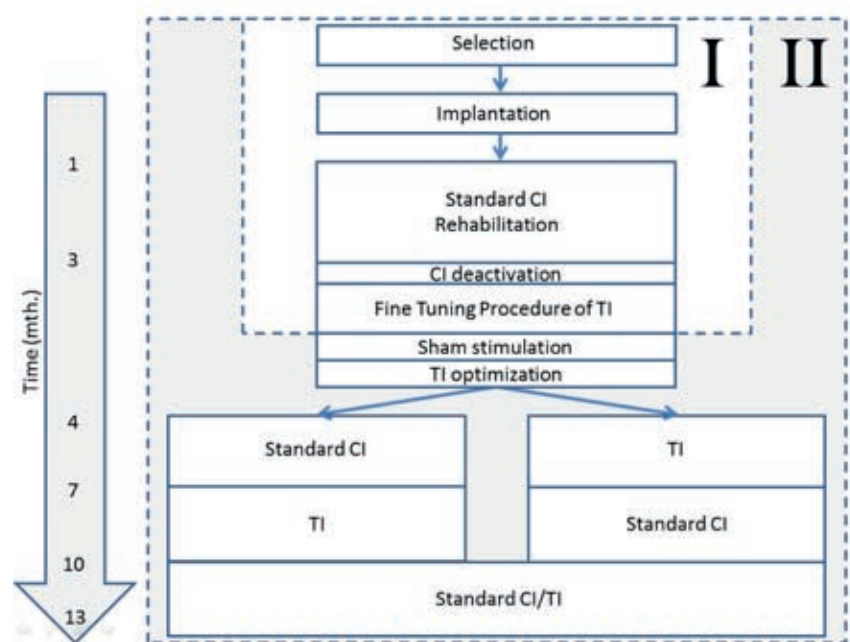 Selection
I
II
Implantation
1
Standard CI
Rehabilitation
3
CI deactivation
Fine Tuning Procedure of TI
Time (mth.)
Sham stimulation
TI optimization
4
Standard CI
TI
7
TI
Standard CI
10
Standard CI/TI
13